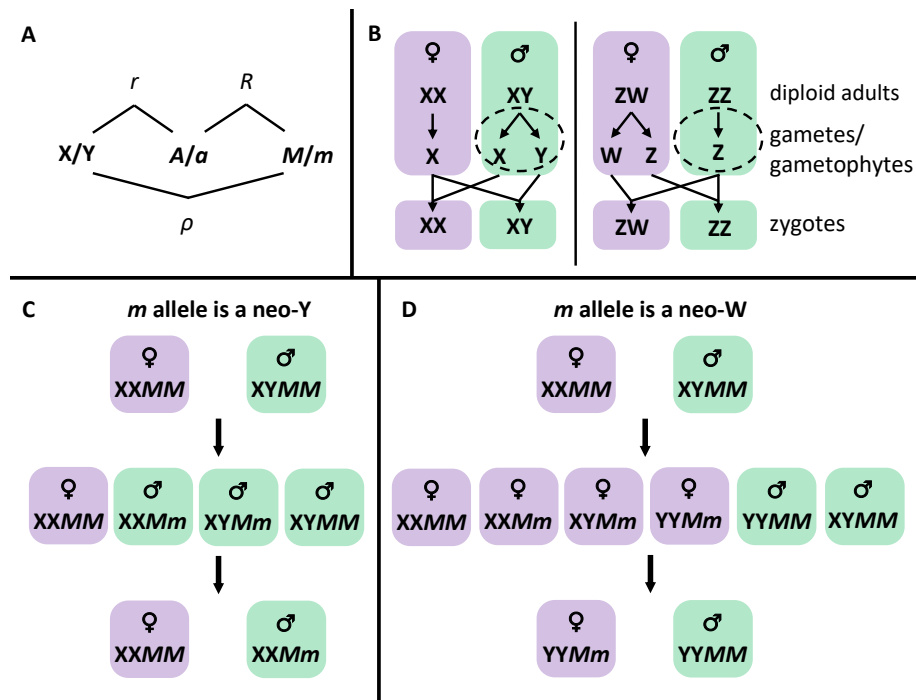 A
r R
X/Y A/a M/m
ρ
B
♀ ♂ ♀ ♂
XX XY ZW ZZ diploid adults
X X Y W Z Z gametes/
gametophytes
XX XY ZW ZZ zygotes
C m allele is a neo-Y
♀ ♂
XXMM XYMM
♀ ♂ ♂ ♂
XXMM XXMm XYMm XYMM
♀ ♂
XXMM XXMm
D m allele is a neo-W
♀ ♂
XXMM XYMM
♀ ♀ ♀ ♀ ♂ ♂
XXMM XXMm XYMm YYMm YYMM XYMM
♀ ♂
YYMm YYMM